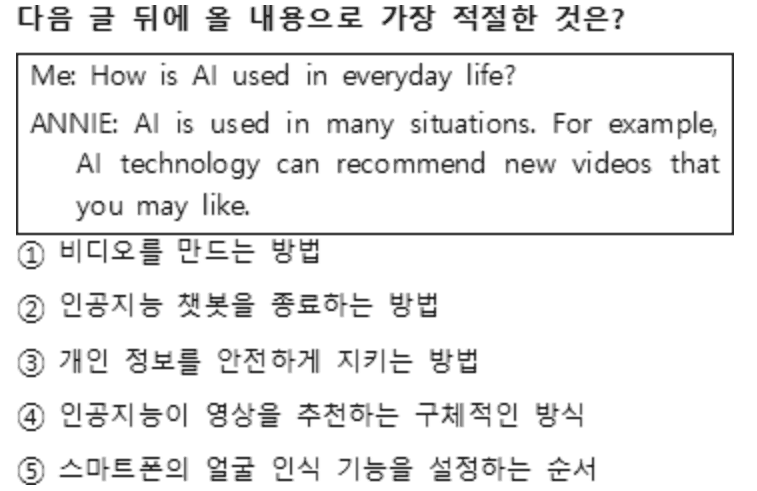 다음 글 뒤에 올 내용으로 가장 적절한 것은?
Me: How is AI used in everyday life?
ANNIE: AI is used in many situations. For example,
AI technology can recommend new videos that
you may like.
① 비디오를 만드는 방법
② 인공지능 챗봇을 종료하는 방법
③ 개인 정보를 안전하게 지키는 방법
④ 인공지능이 영상을 추천하는 구체적인 방식
⑤ 스마트폰의 얼굴 인식 기능을 설정하는 순서